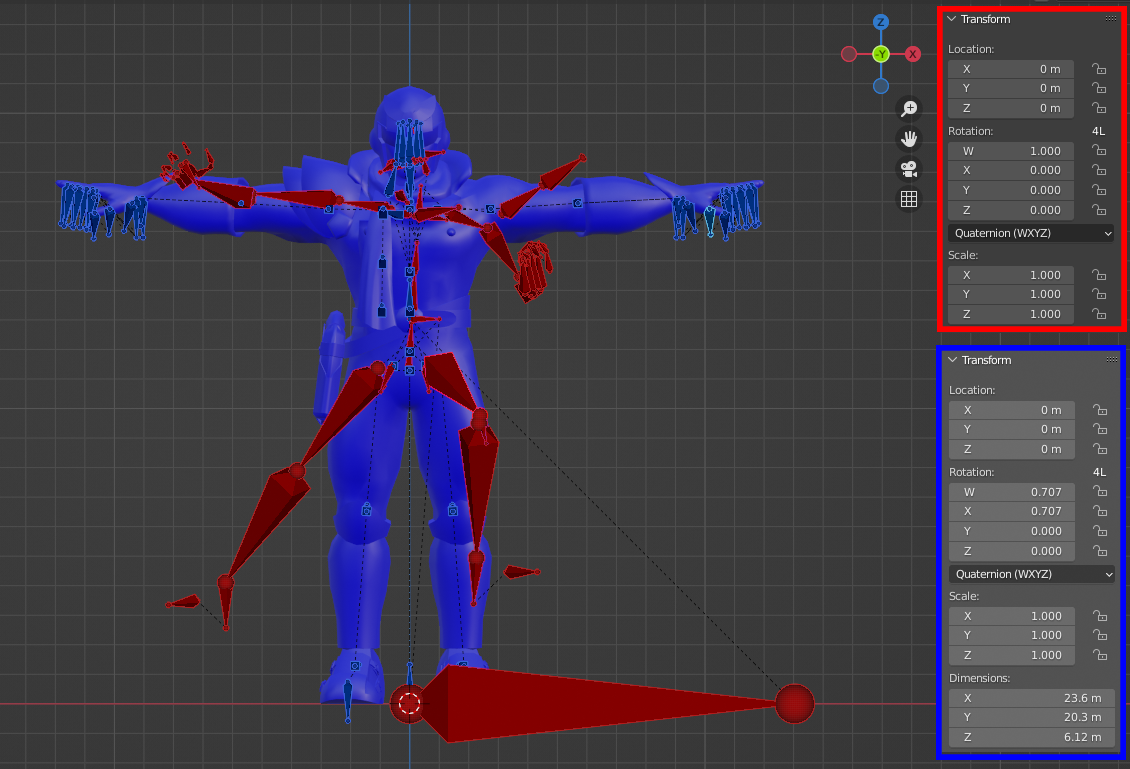 Z
-Y
X
Transform
Location:
X 0 m
Y 0 m
Z 0 m
Rotation: 4L
W 1.000
X 0.000
Y 0.000
Z 0.000
Quaternion (WXYZ)
Scale:
X 1.000
Y 1.000
Z 1.000
Transform
Location:
X 0 m
Y 0 m
Z 0 m
Rotation: 4L
W 0.707
X 0.707
Y 0.000
Z 0.000
Quaternion (WXYZ)
Scale:
X 1.000
Y 1.000
Z 1.000
Dimensions:
X 23.6 m
Y 20.3 m
Z 6.12 m